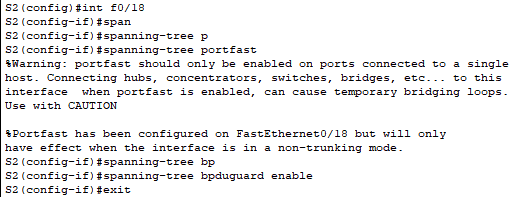 S2(config)#int f0/18
S2(config-if)#span
S2(config-if)#spanning-tree p
S2(config-if)#spanning-tree portfast
%Warning: portfast should only be enabled on ports connected to a single
host. Connecting hubs, concentrators, switches, bridges, etc... to this
interface  when portfast is enabled, can cause temporary bridging loops.
Use with CAUTION

%Portfast has been configured on FastEthernet0/18 but will only
have effect when the interface is in a non-trunking mode.
S2(config-if)#spanning-tree bp
S2(config-if)#spanning-tree bpduguard enable
S2(config-if)#exit